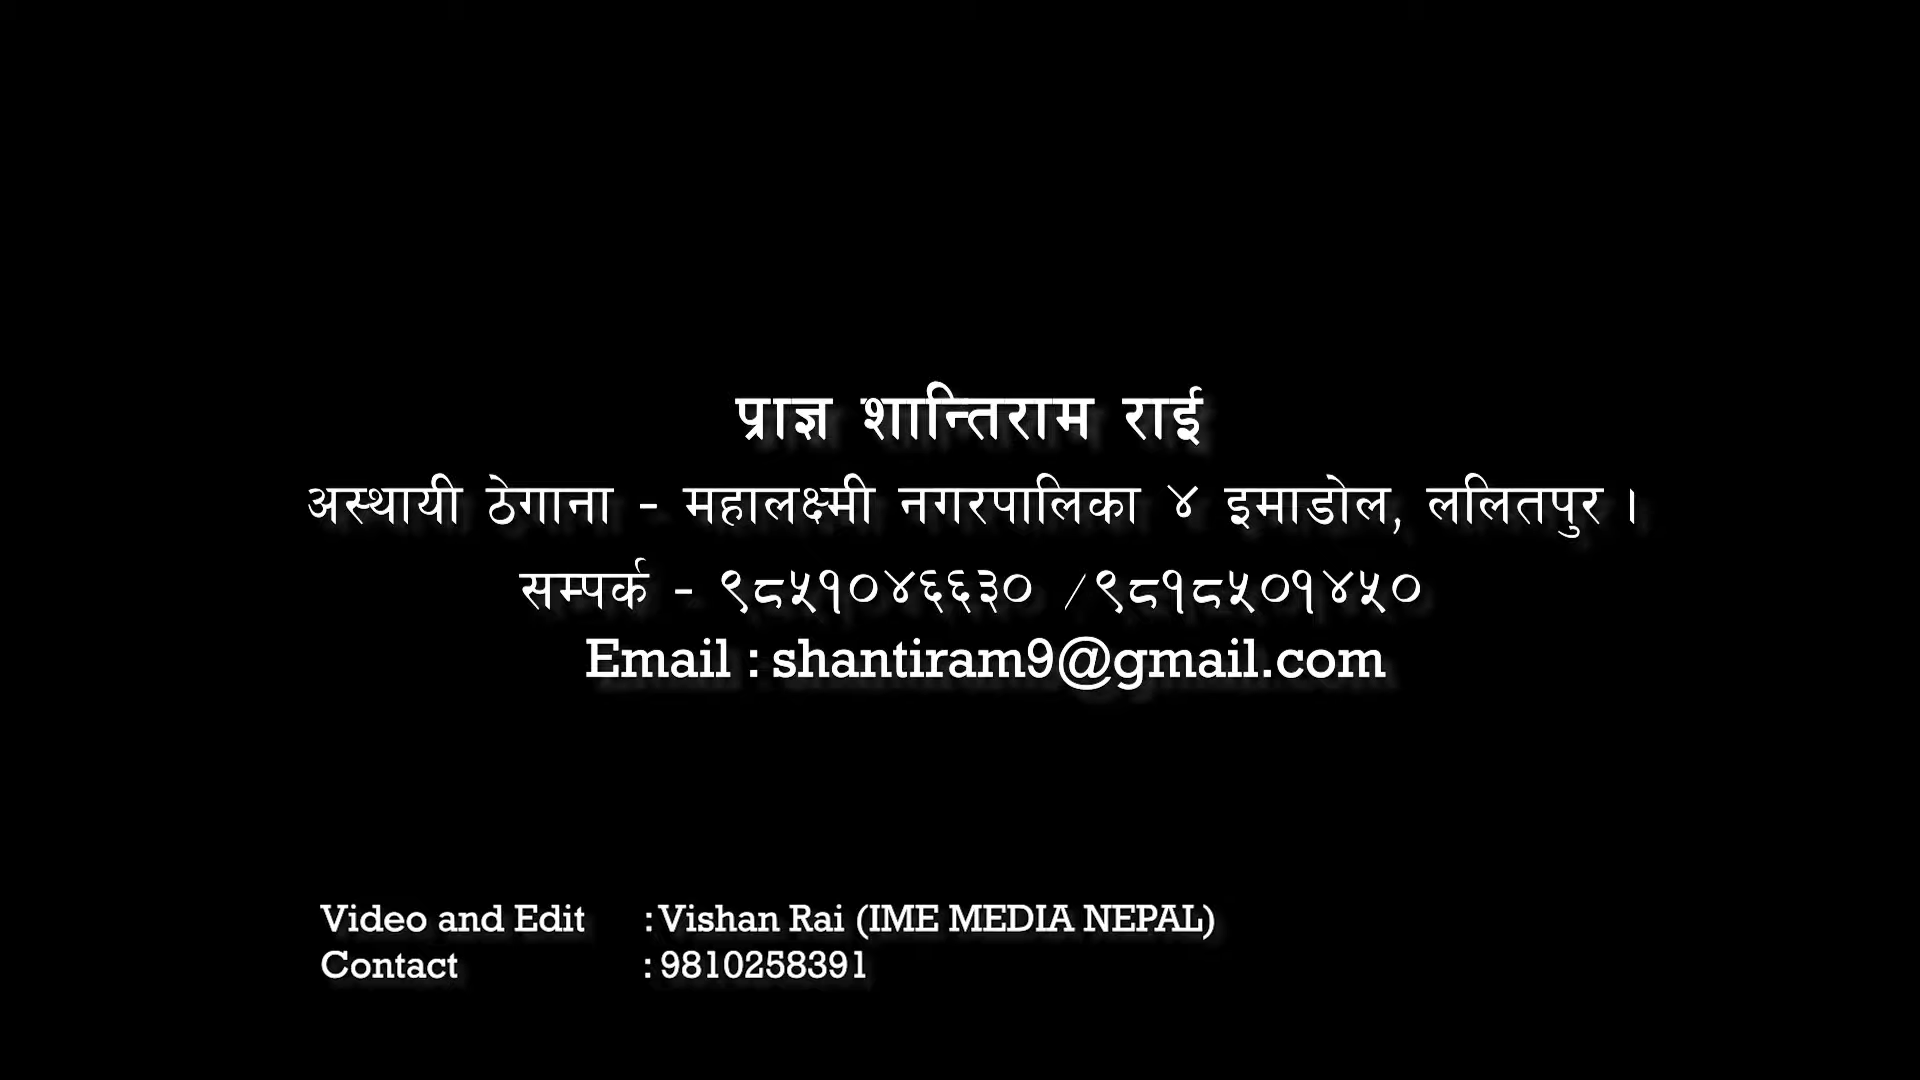 प्राज्ञ शान्तिराम राई
अस्थायी ठेगाना - महालक्ष्मी नगरपालिका ४ इमाडोल, ललितपुर ।
सम्पर्क - ९८५१०४६६३० /९८१८५०१४५०
Email : shantiram9@gmail.com
Video and Edit : Vishan Rai (IME MEDIA NEPAL)
Contact : 9810258391